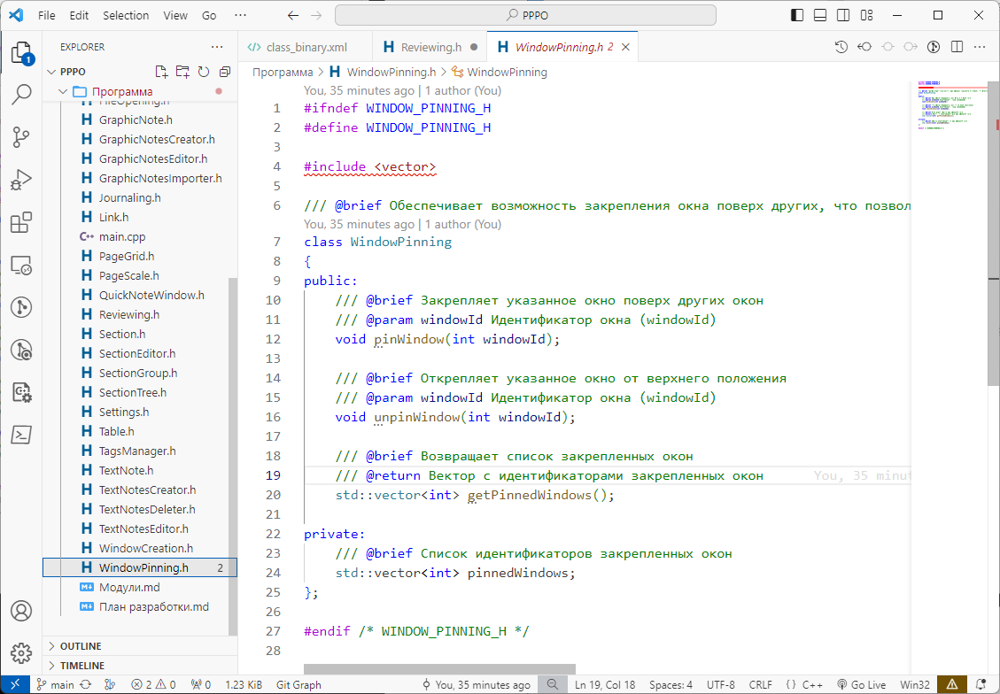 File Edit Selection View Go ··· PPPO
EXPLORER ···
class_binary.xml
Reviewing.h
WindowPinning.h 2
1
PPPO
Программа > WindowPinning.h > WindowPinning
Программа
FileOpening.h
GraphicNote.h
GraphicNotesCreator.h
GraphicNotesEditor.h
GraphicNotesImporter.h
Journaling.h
Link.h
main.cpp
PageGrid.h
PageScale.h
QuickNoteWindow.h
Reviewing.h
Section.h
SectionEditor.h
SectionGroup.h
SectionTree.h
Settings.h
Table.h
TagsManager.h
TextNote.h
TextNotesCreator.h
TextNotesDeleter.h
TextNotesEditor.h
WindowCreation.h
WindowPinning.h 2
Модули.md
План разработки.md
OUTLINE
TIMELINE
You, 35 minutes ago | 1 author (You)
1 #ifndef WINDOW_PINNING_H
2 #define WINDOW_PINNING_H
3
4 #include <vector>
5
6 /// @brief Обеспечивает возможность закрепления окна поверх других, что позвол
You, 35 minutes ago | 1 author (You)
7 class WindowPinning
8 {
9 public:
10 /// @brief Закрепляет указанное окно поверх других окон
11 /// @param windowId Идентификатор окна (windowId)
12 void pinWindow(int windowId);
13
14 /// @brief Открепляет указанное окно от верхнего положения
15 /// @param windowId Идентификатор окна (windowId)
16 void unpinWindow(int windowId);
17
18 /// @brief Возвращает список закрепленных окон
19 /// @return Вектор с идентификаторами закрепленных окон You, 35 minut
20 std::vector<int> getPinnedWindows();
21
22 private:
23 /// @brief Список идентификаторов закрепленных окон
24 std::vector<int> pinnedWindows;
25 };
26
27 #endif /* WINDOW_PINNING_H */
28
main 2 0 0 1.23 KiB Git Graph You, 35 minutes ago Ln 19, Col 18 Spaces: 4 UTF-8 CRLF {} C++ Go Live Win32